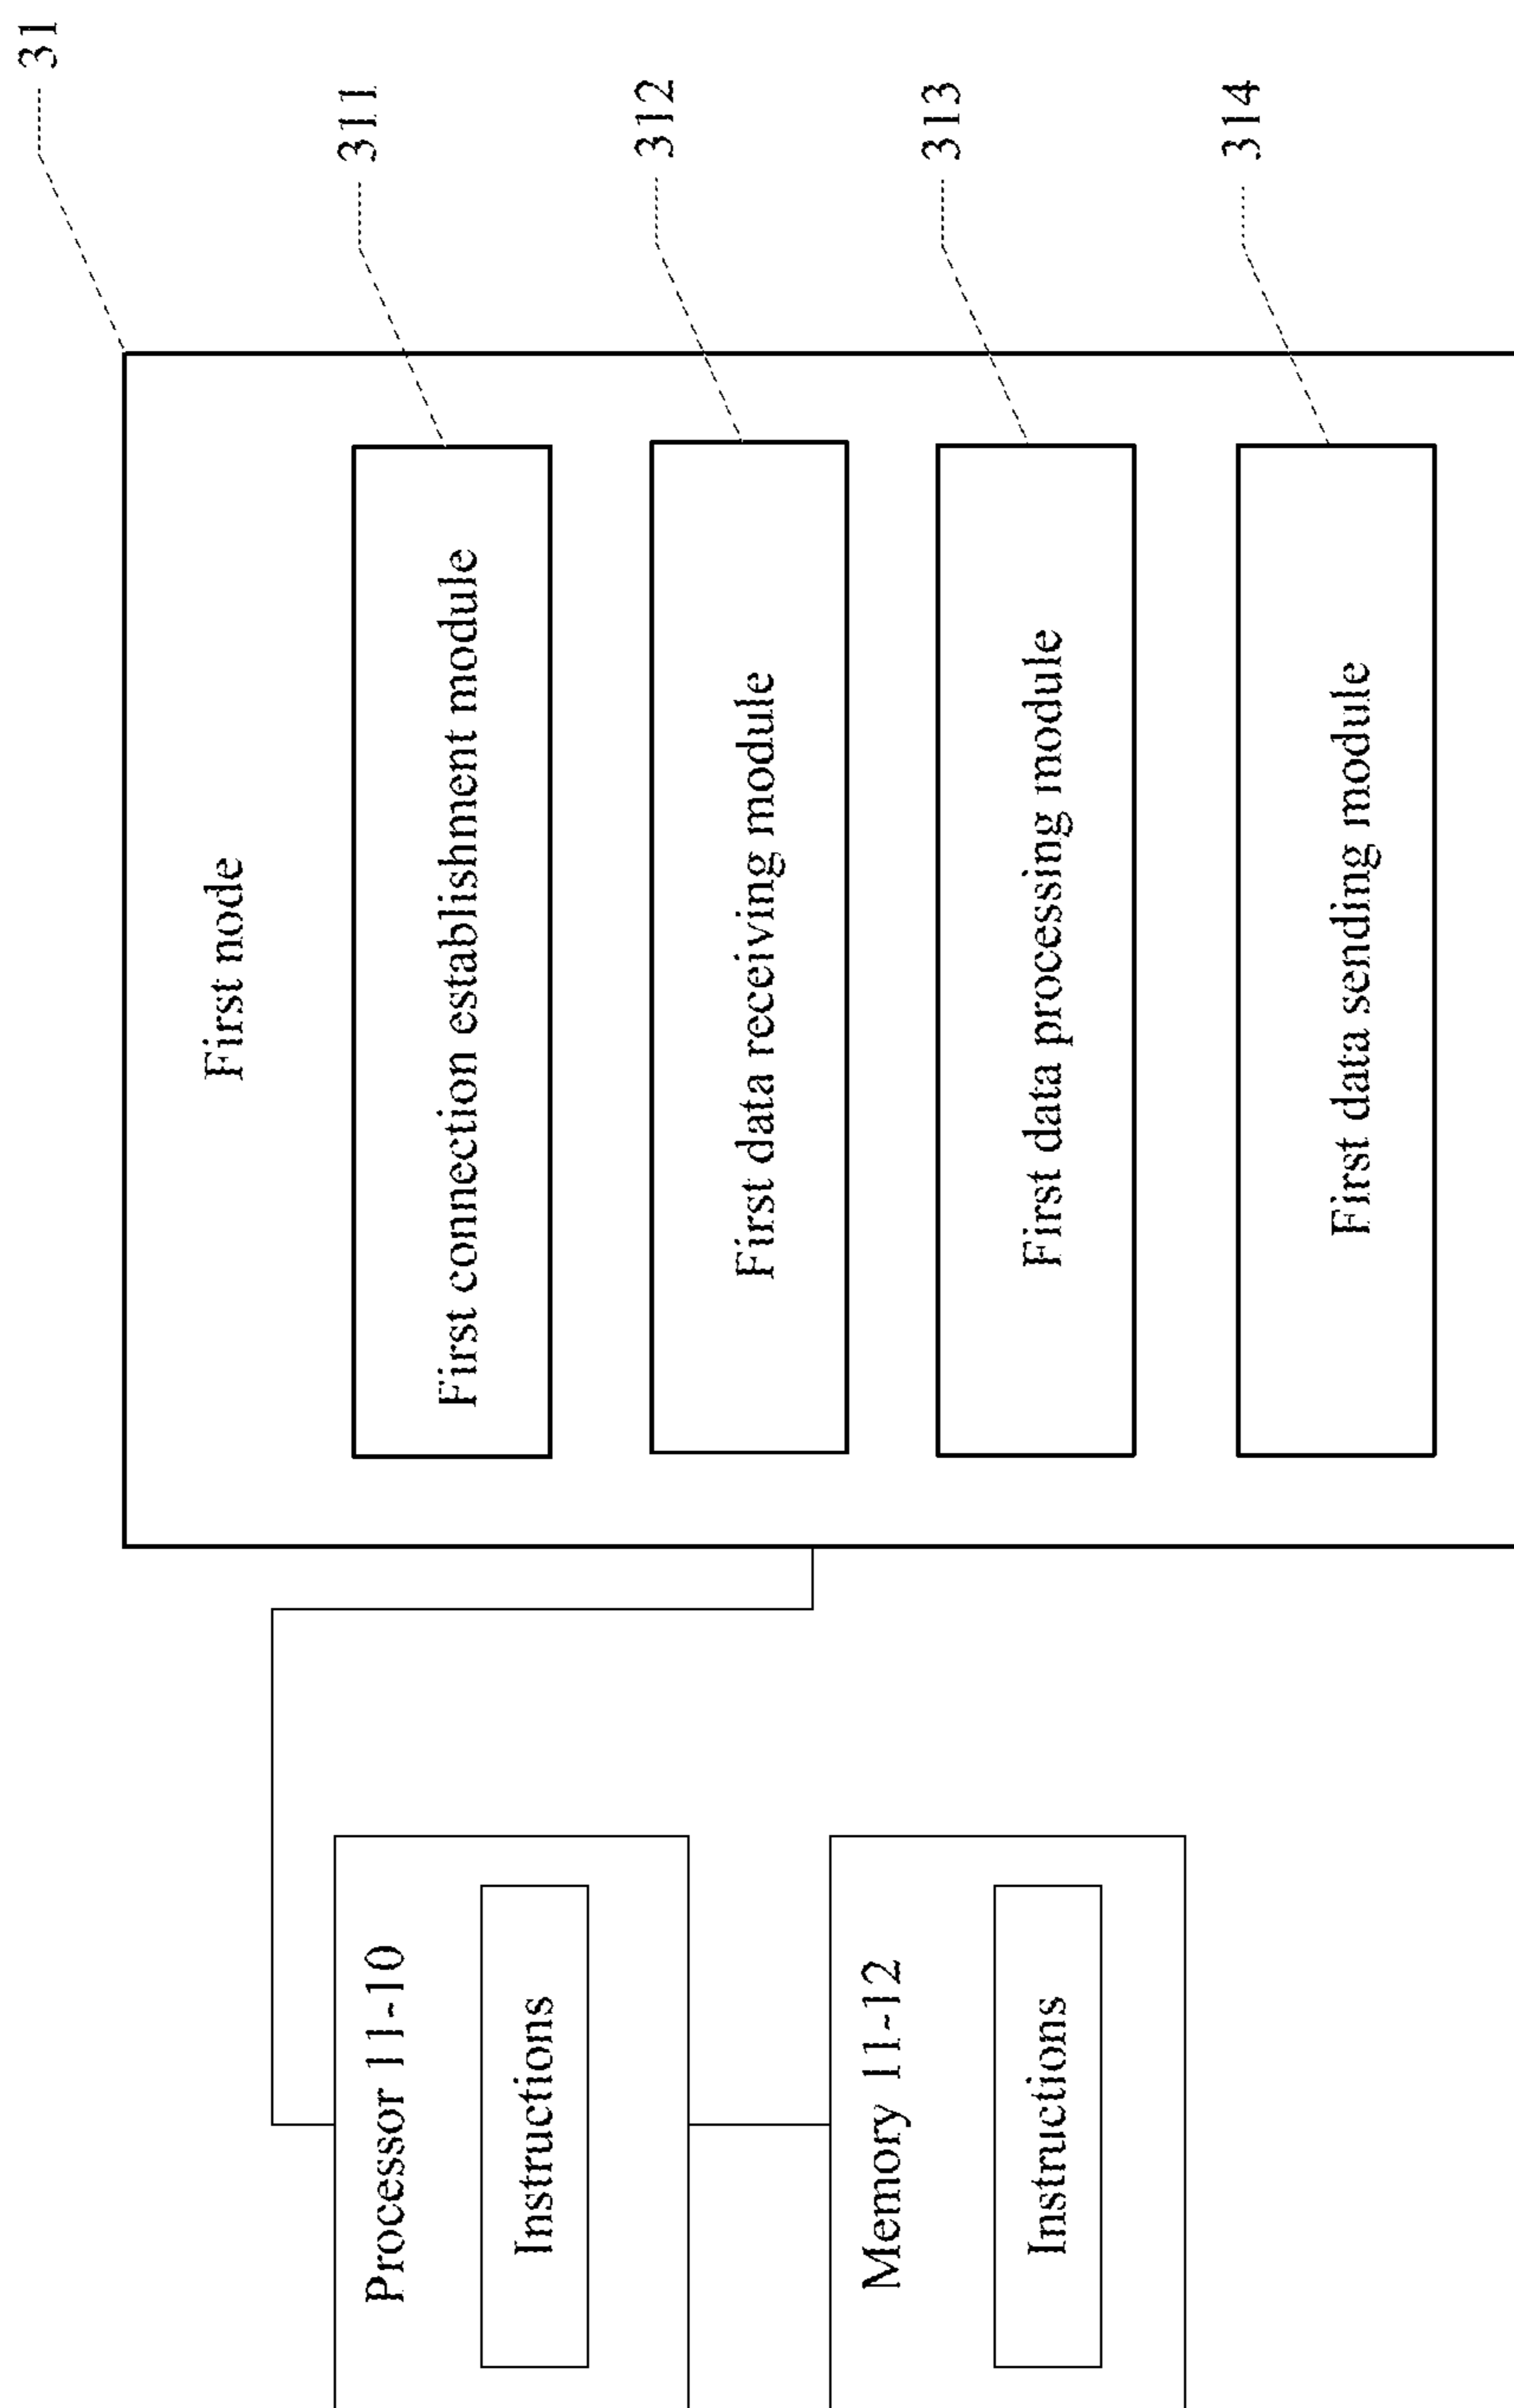 31
First node
311
First connection establishment module
312
First data receiving module
313
First data processing module
314
First data sending module
Processor 11-10
Instructions
Memory 11-12
Instructions